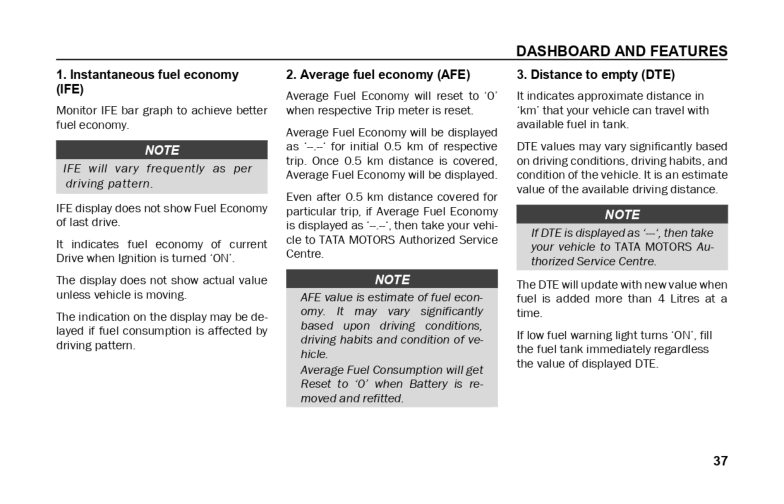 DASHBOARD AND FEATURES
1. Instantaneous fuel economy
(IFE)
Monitor IFE bar graph to achieve better
fuel economy.
NOTE
IFE will vary frequently as per
driving pattern.
IFE display does not show Fuel Economy
of last drive.
It indicates fuel economy of current
Drive when Ignition is turned ‘ON’.
The display does not show actual value
unless vehicle is moving.
The indication on the display may be de-
layed if fuel consumption is affected by
driving pattern.
2. Average fuel economy (AFE)
Average Fuel Economy will reset to ‘0’
when respective Trip meter is reset.
Average Fuel Economy will be displayed
as ‘--.--‘ for initial 0.5 km of respective
trip. Once 0.5 km distance is covered,
Average Fuel Economy will be displayed.
Even after 0.5 km distance covered for
particular trip, if Average Fuel Economy
is displayed as ‘--.--‘, then take your vehi-
cle to TATA MOTORS Authorized Service
Centre.
NOTE
AFE value is estimate of fuel econ-
omy. It may vary significantly
based upon driving conditions,
driving habits and condition of ve-
hicle.
Average Fuel Consumption will get
Reset to ‘0’ when Battery is re-
moved and refitted.
3. Distance to empty (DTE)
It indicates approximate distance in
‘km’ that your vehicle can travel with
available fuel in tank.
DTE values may vary significantly based
on driving conditions, driving habits, and
condition of the vehicle. It is an estimate
value of the available driving distance.
NOTE
If DTE is displayed as ‘---‘, then take
your vehicle to TATA MOTORS Au-
thorized Service Centre.
The DTE will update with new value when
fuel is added more than 4 Litres at a
time.
If low fuel warning light turns ‘ON’, fill
the fuel tank immediately regardless
the value of displayed DTE.
37